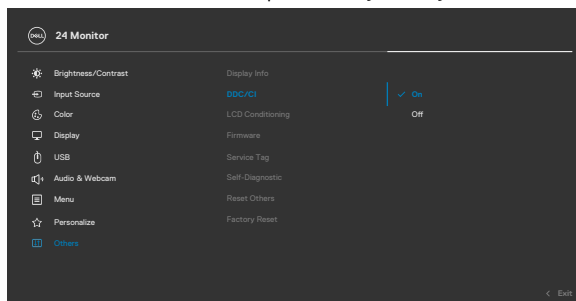 DELL 24 Monitor
Brightness/Contrast Display Info
Input Source DDC/CI On
Color LCD Conditioning Off
Display Firmware
USB Service Tag
Audio & Webcam Self-Diagnostic
Menu Reset Others
Personalize Factory Reset
Others
< Exit